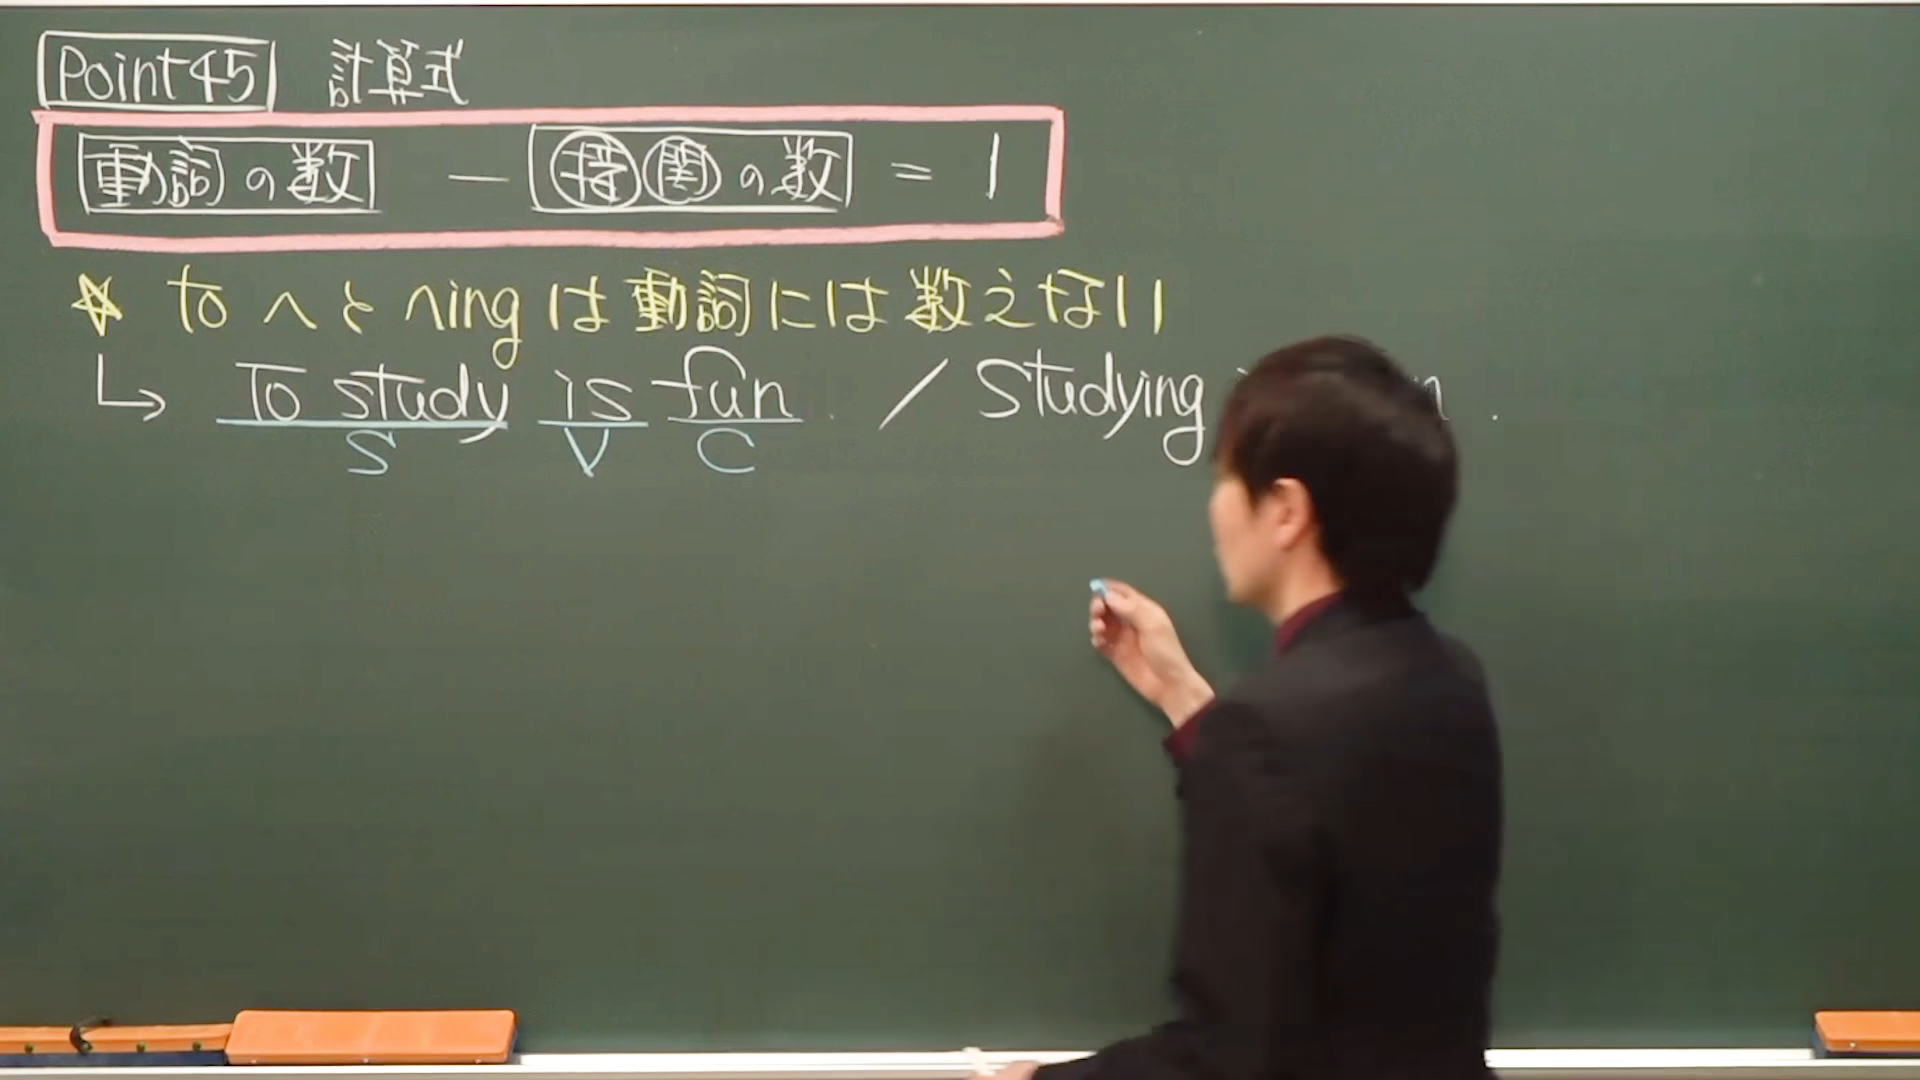 Point45 計算式
動詞の数 － 接関の数 = 1
☆ to ～と～ingは動詞には数えない
↳ To study is fun. / Studying
S V C